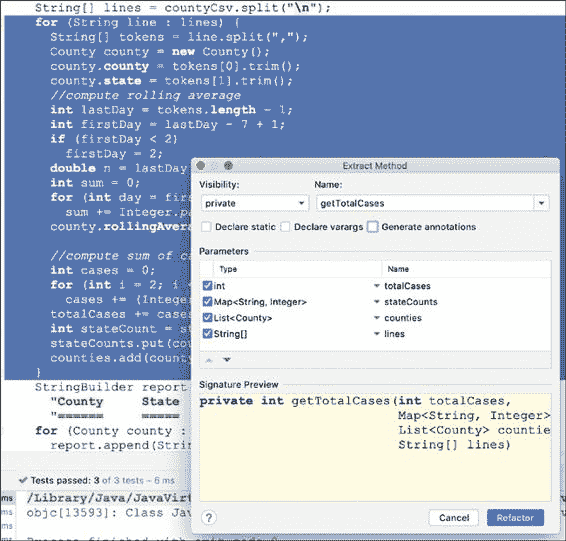 String[] lines = countyCsv.split("\n");
for (String line : lines) {
String[] tokens = line.split(",");
County county = new County();
county.county = tokens[0].trim();
county.state = tokens[1].trim();
//compute rolling average
int lastDay = tokens.length - 1;
int firstDay = lastDay - 7 + 1;
if (firstDay < 2)
firstDay = 2;
double n = lastDay
int sum = 0;
for (int day = firs
sum += Integer.pa
county.rollingAvera
//compute sum of ca
int cases = 0;
for (int i = 2; i <
cases += (Integer
totalCases += cases
int stateCount = st
stateCounts.put(cou
counties.add(county
}
StringBuilder report
"County State
"====== =====
for (County county :
report.append(Strin
Tests passed: 3 of 3 tests – 6 ms
ms /Library/Java/JavaVirt
ms objc[13593]: Class Jav
ms
Extract Method
Visibility: Name:
private getTotalCases
Declare static Declare varargs Generate annotations
Parameters
Type Name
int totalCases
Map<String, Integer> stateCounts
List<County> counties
String[] lines
Signature Preview
private int getTotalCases(int totalCases,
Map<String, Integer>
List<County> countie
String[] lines)
? Cancel Refactor